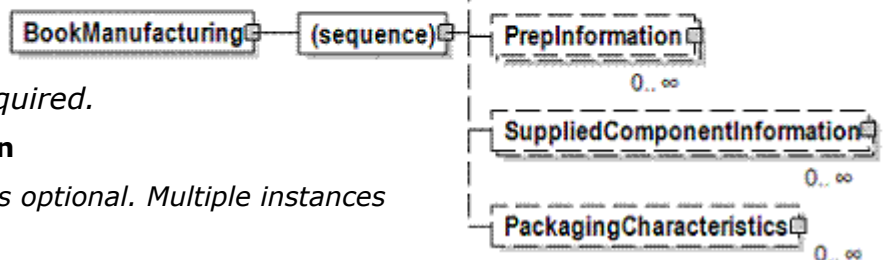 BookManufacturing (sequence) PrepInformation
0.. ∞
quired.
SuppliedComponentInformation
n
0.. ∞
s optional. Multiple instances
PackagingCharacteristics
0.. ∞